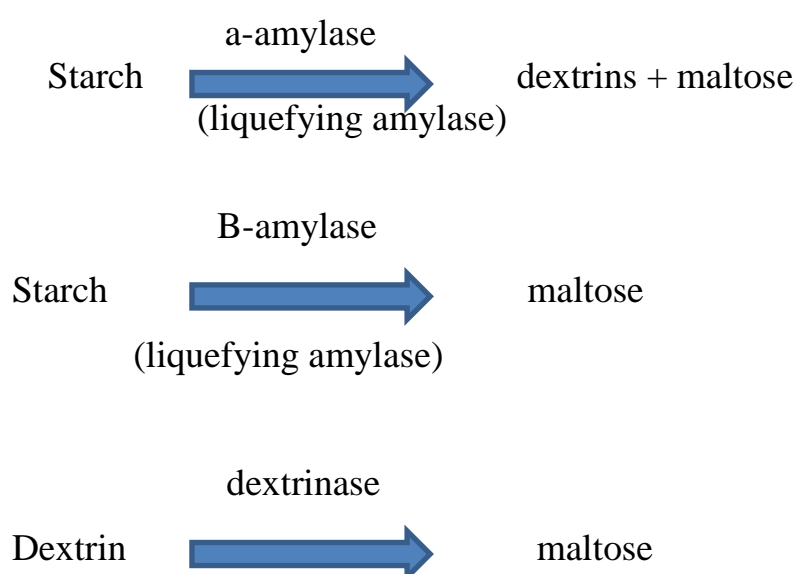 a-amylase
Starch dextrins + maltose
(liquefying amylase)
B-amylase
Starch maltose
(liquefying amylase)
dextrinase
Dextrin maltose